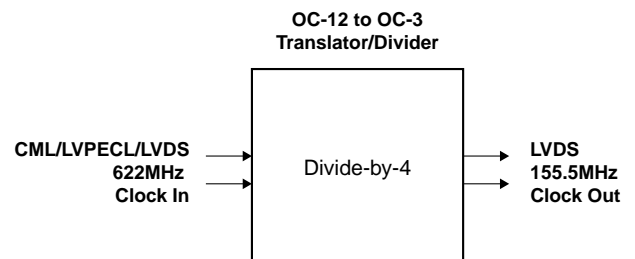 OC-12 to OC-3
Translator/Divider
CML/LVPECL/LVDS
622MHz
Clock In
Divide-by-4
LVDS
155.5MHz
Clock Out